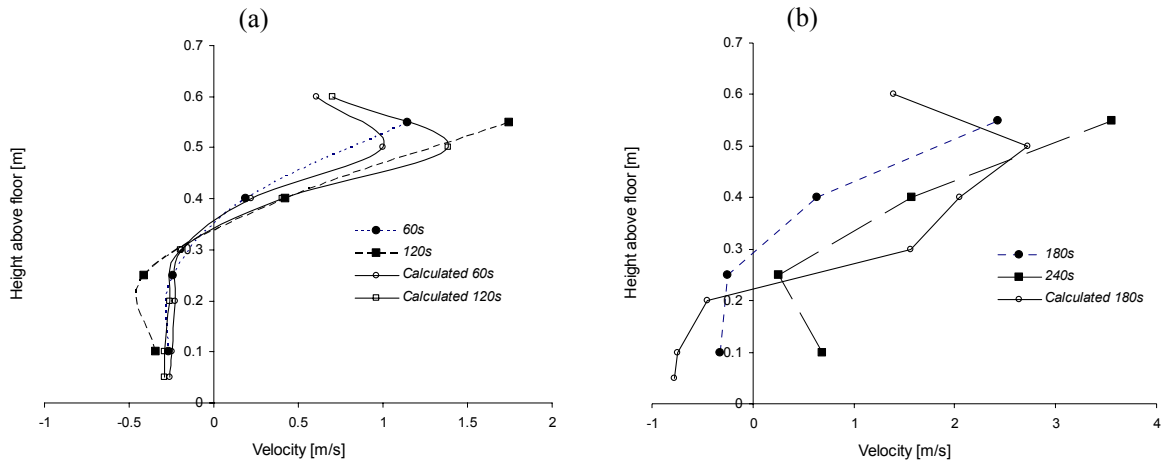 (a)
0.7
0.6
0.5
0.4
0.3
0.2
0.1
0
-1
-0.5
0
0.5
1
1.5
2
Height above floor [m]
Velocity [m/s]
60s
120s
Calculated 60s
Calculated 120s
(b)
0.7
0.6
0.5
0.4
0.3
0.2
0.1
0
-1
0
1
2
3
4
Height above floor [m]
Velocity [m/s]
180s
240s
Calculated 180s